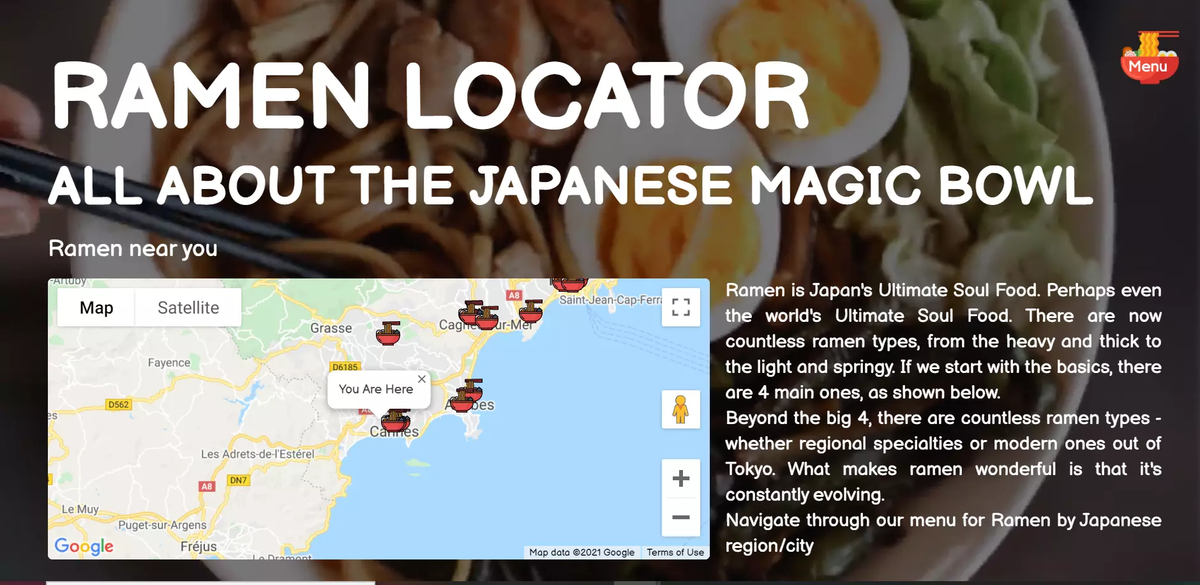 RAMEN LOCATOR
Menu
ALL ABOUT THE JAPANESE MAGIC BOWL
Ramen near you
Map
Satellite
A8
Saint-Jean-Cap-Ferra
Grasse
Fayence
D6185
You Are Here
D562
Cannes
Les Adrets-de-l'Estérel
A8
DN7
Le Muy
Puget-sur-Argens
Fréjus
Le Dramont
Google
Map data ©2021 Google
Terms of Use
Ramen is Japan's Ultimate Soul Food. Perhaps even
the world's Ultimate Soul Food. There are now
countless ramen types, from the heavy and thick to
the light and springy. If we start with the basics, there
are 4 main ones, as shown below.
Beyond the big 4, there are countless ramen types -
whether regional specialties or modern ones out of
Tokyo. What makes ramen wonderful is that it's
constantly evolving.
Navigate through our menu for Ramen by Japanese
region/city